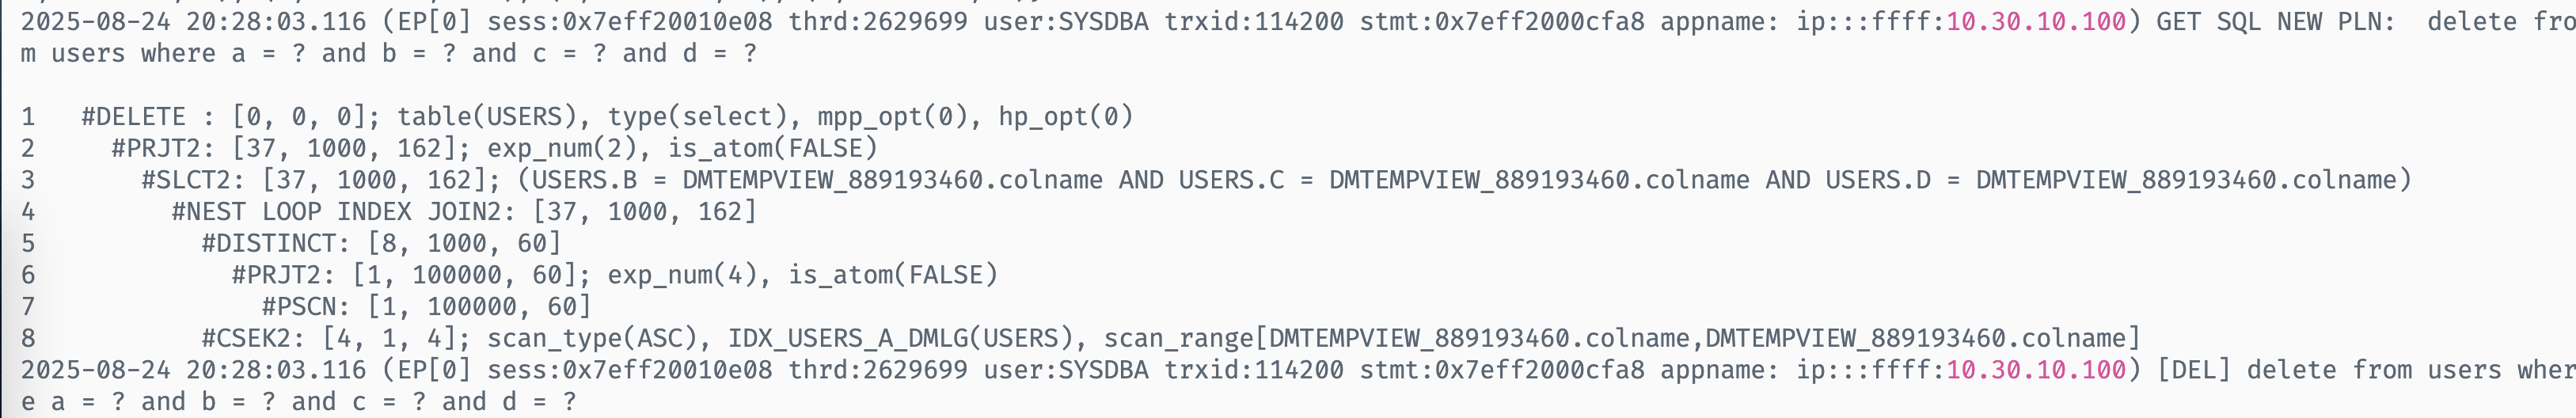 2025-08-24 20:28:03.116 (EP[0] sess:0x7eff20010e08 thrd:2629699 user:SYSDBA trxid:114200 stmt:0x7eff2000cfa8 appname: ip:::ffff:10.30.10.100) GET SQL NEW PLN:  delete fro
m users where a = ? and b = ? and c = ? and d = ?
1   #DELETE : [0, 0, 0]; table(USERS), type(select), mpp_opt(0), hp_opt(0)
2     #PRJT2: [37, 1000, 162]; exp_num(2), is_atom(FALSE)
3       #SLCT2: [37, 1000, 162]; (USERS.B = DMTEMPVIEW_889193460.colname AND USERS.C = DMTEMPVIEW_889193460.colname AND USERS.D = DMTEMPVIEW_889193460.colname)
4         #NEST LOOP INDEX JOIN2: [37, 1000, 162]
5           #DISTINCT: [8, 1000, 60]
6             #PRJT2: [1, 100000, 60]; exp_num(4), is_atom(FALSE)
7               #PSCN: [1, 100000, 60]
8           #CSEK2: [4, 1, 4]; scan_type(ASC), IDX_USERS_A_DMLG(USERS), scan_range[DMTEMPVIEW_889193460.colname,DMTEMPVIEW_889193460.colname]
2025-08-24 20:28:03.116 (EP[0] sess:0x7eff20010e08 thrd:2629699 user:SYSDBA trxid:114200 stmt:0x7eff2000cfa8 appname: ip:::ffff:10.30.10.100) [DEL] delete from users wher
e a = ? and b = ? and c = ? and d = ?